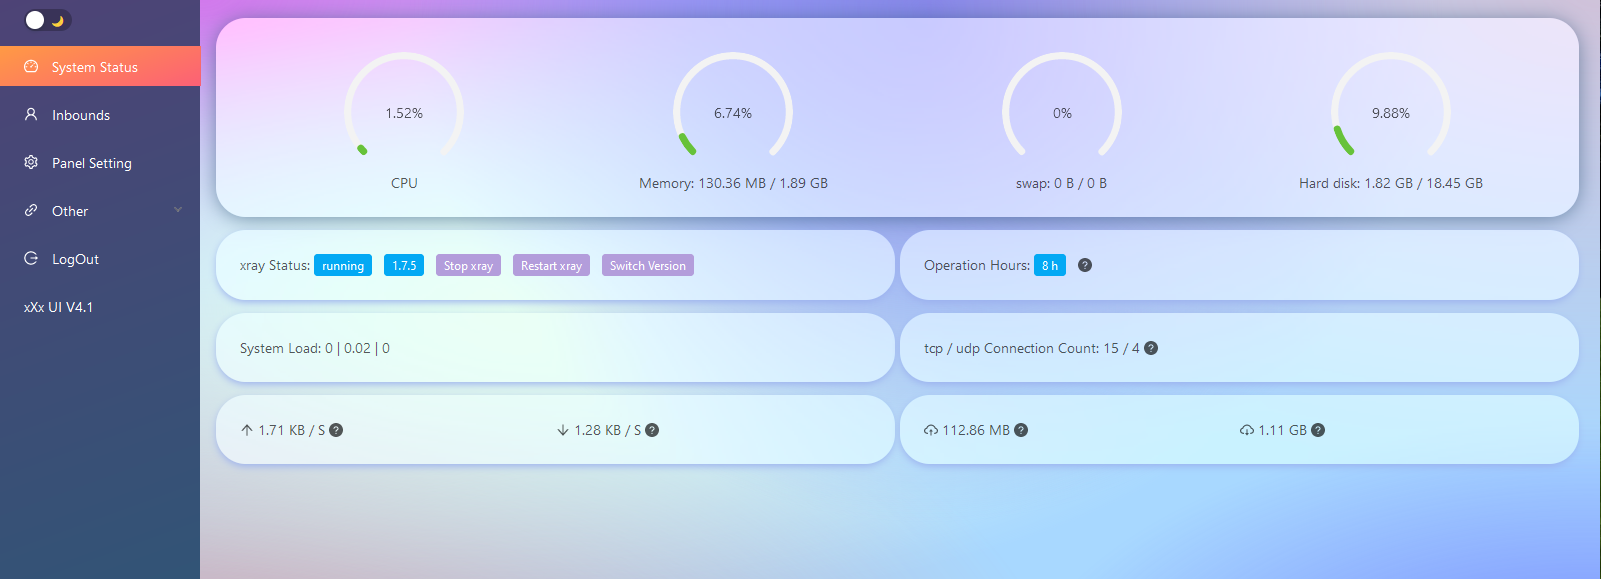 System Status
Inbounds
Panel Setting
Other
LogOut
xXx UI V4.1
1.52%
6.74%
0%
9.88%
CPU
Memory: 130.36 MB / 1.89 GB
swap: 0 B / 0 B
Hard disk: 1.82 GB / 18.45 GB
xray Status: running 1.7.5 Stop xray Restart xray Switch Version
Operation Hours: 8 h ?
System Load: 0 | 0.02 | 0
tcp / udp Connection Count: 15 / 4 ?
1.71 KB / S ?
1.28 KB / S ?
112.86 MB ?
1.11 GB ?